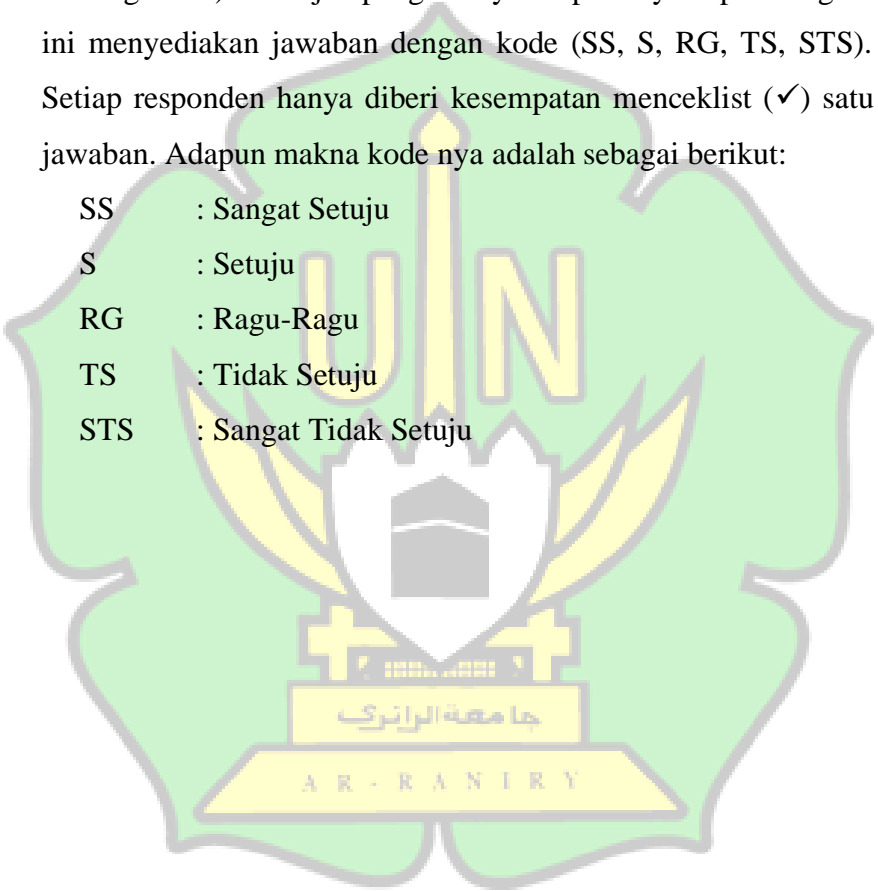 ini menyediakan jawaban dengan kode (SS, S, RG, TS, STS).
Setiap responden hanya diberi kesempatan menceklist (✓) satu
jawaban. Adapun makna kode nya adalah sebagai berikut:
SS : Sangat Setuju
S : Setuju
RG : Ragu-Ragu
TS : Tidak Setuju
STS : Sangat Tidak Setuju
UIN
جامعة الرانري
AR-RANIRY